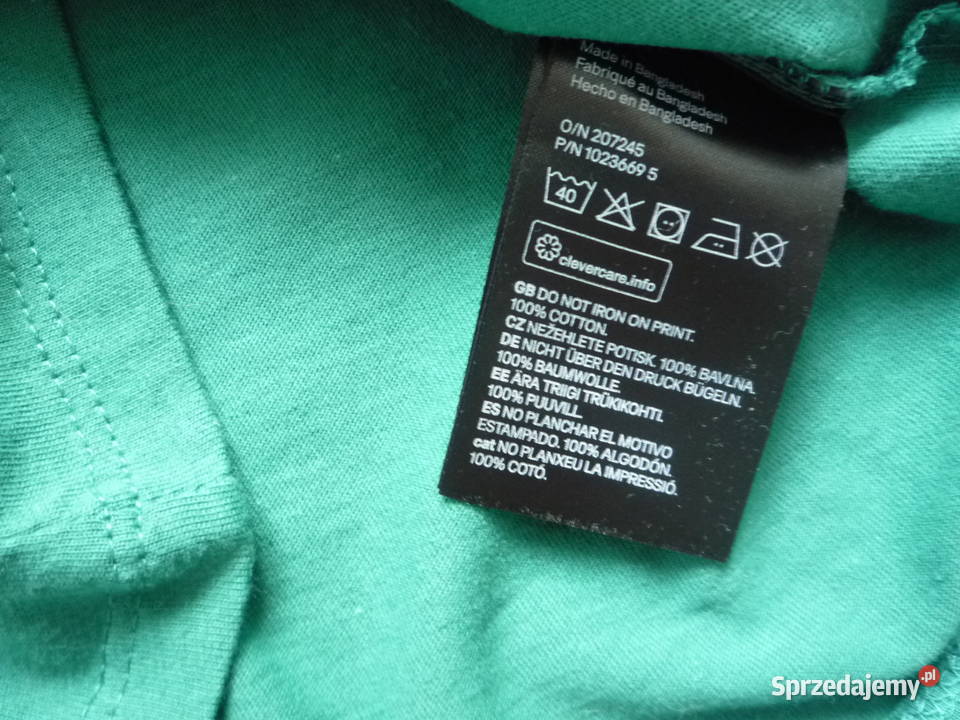 Made in Bangladesh
Fabriqué au Bangladesh
Hecho en Bangladesh
O/N 207245
P/N 1023669 5
40
clevercare.info
GB DO NOT IRON ON PRINT.
100% COTTON.
CZ NEŽEHLETE POTISK. 100% BAVLNA.
DE NICHT ÜBER DEN DRUCK BÜGELN.
100% BAUMWOLLE.
EE ÄRA TRIIGI TRÜKIKOHTI.
100% PUUVILL.
ES NO PLANCHAR EL MOTIVO
ESTAMPADO. 100% ALGODÓN.
cat NO PLANXEU LA IMPRESSIÓ.
100% COTÓ.
Sprzedajemy.pl